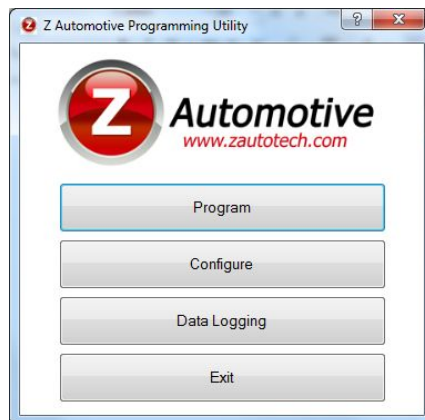 Z Automotive Programming Utility
Z Automotive
www.zautotech.com
Program
Configure
Data Logging
Exit